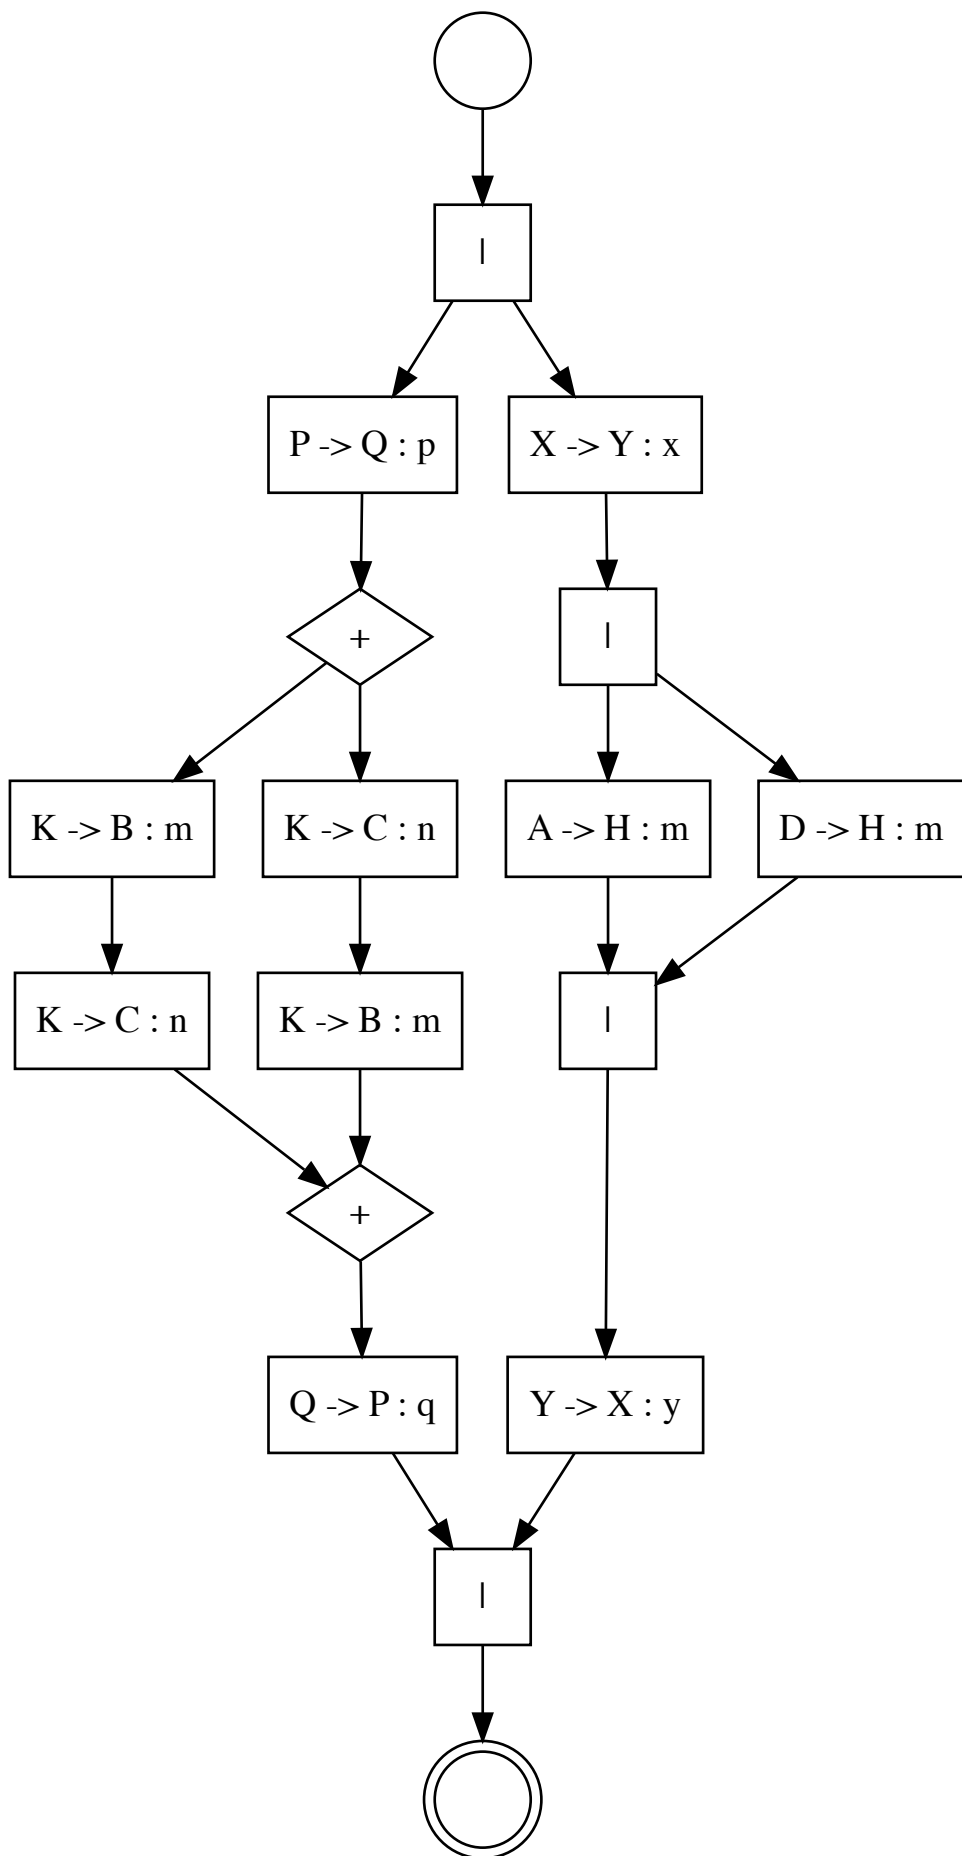 |
P -> Q : p
X -> Y : x
+
|
K -> B : m
K -> C : n
A -> H : m
D -> H : m
K -> C : n
K -> B : m
|
+
Q -> P : q
Y -> X : y
|